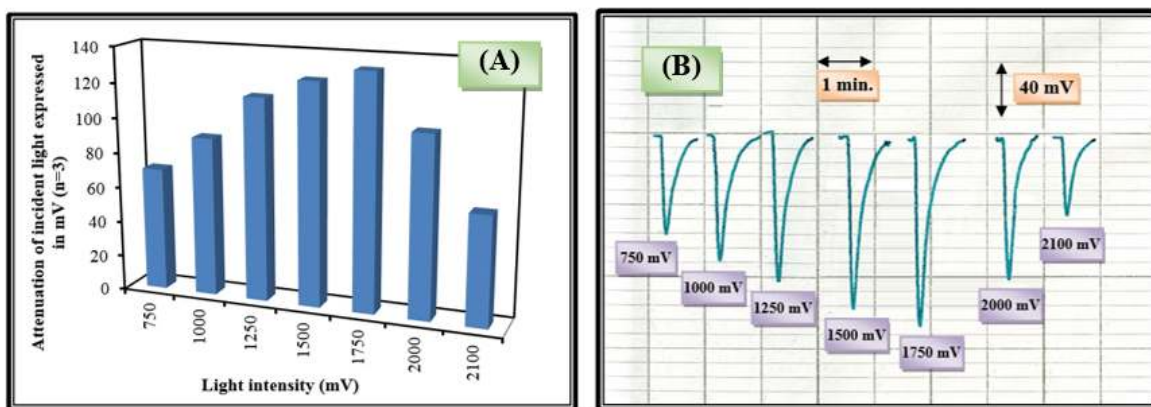 (A)
Attenuation of incident light expressed
in mV (n=3)
140
120
100
80
60
40
20
0
750
1000
1250
1500
1750
2000
2100
Light intensity (mV)
(B)
1 min.
40 mV
750 mV
1000 mV
1250 mV
1500 mV
1750 mV
2000 mV
2100 mV